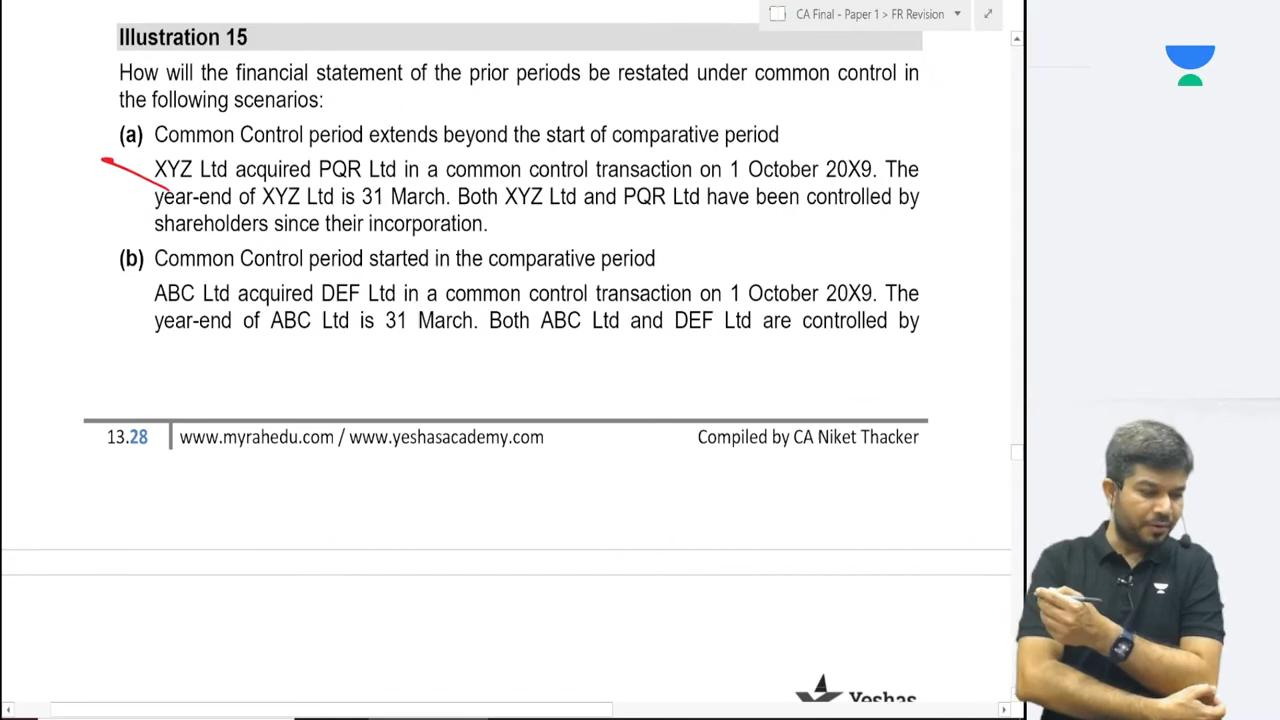 CA Final - Paper 1 > FR Revision
Illustration 15
How will the financial statement of the prior periods be restated under common control in
the following scenarios:
(a) Common Control period extends beyond the start of comparative period
XYZ Ltd acquired PQR Ltd in a common control transaction on 1 October 20X9. The
year-end of XYZ Ltd is 31 March. Both XYZ Ltd and PQR Ltd have been controlled by
shareholders since their incorporation.
(b) Common Control period started in the comparative period
ABC Ltd acquired DEF Ltd in a common control transaction on 1 October 20X9. The
year-end of ABC Ltd is 31 March. Both ABC Ltd and DEF Ltd are controlled by
13.28 www.myrahedu.com / www.yeshasacademy.com Compiled by CA Niket Thacker
Yeshas